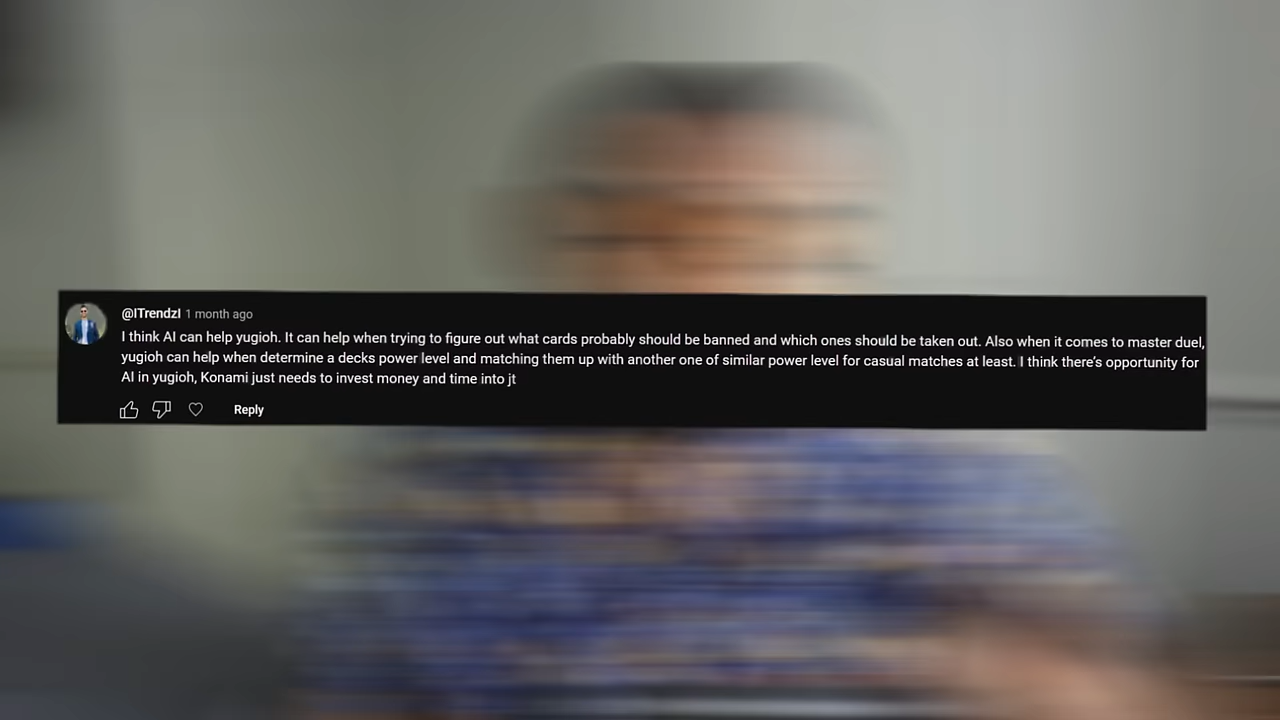 @ITrendzI 1 month ago
I think AI can help yugioh. It can help when trying to figure out what cards probably should be banned and which ones should be taken out. Also when it comes to master duel,
yugioh can help when determine a decks power level and matching them up with another one of similar power level for casual matches at least. I think there's opportunity for
AI in yugioh, Konami just needs to invest money and time into jt
Reply